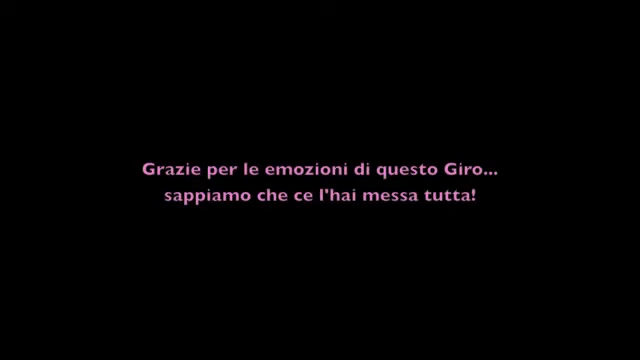 Grazie per le emozioni di questo Giro...
sappiamo che ce l'hai messa tutta!